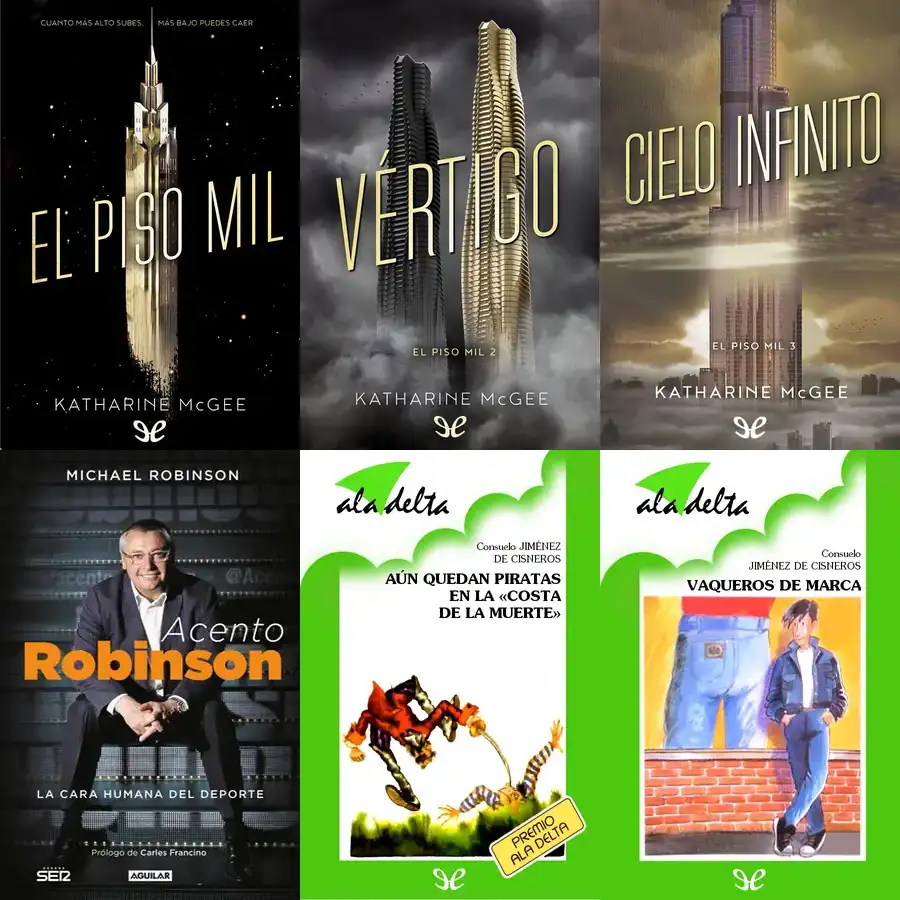 CUANTO MÁS ALTO SUBES, MÁS BAJO PUEDES CAER
EL PISO MIL
KATHARINE McGEE
VÉRTIGO
EL PISO MIL 2
KATHARINE McGEE
CIELO INFINITO
EL PISO MIL 3
KATHARINE McGEE
MICHAEL ROBINSON
Acento
Robinson
LA CARA HUMANA DEL DEPORTE
Prólogo de Carles Francino
SER
AGUILAR
ala delta
Consuelo JIMÉNEZ
DE CISNEROS
AÚN QUEDAN PIRATAS
EN LA «COSTA
DE LA MUERTE»
PREMIO
ALA DELTA
ala delta
Consuelo
JIMÉNEZ DE CISNEROS
VAQUEROS DE MARCA